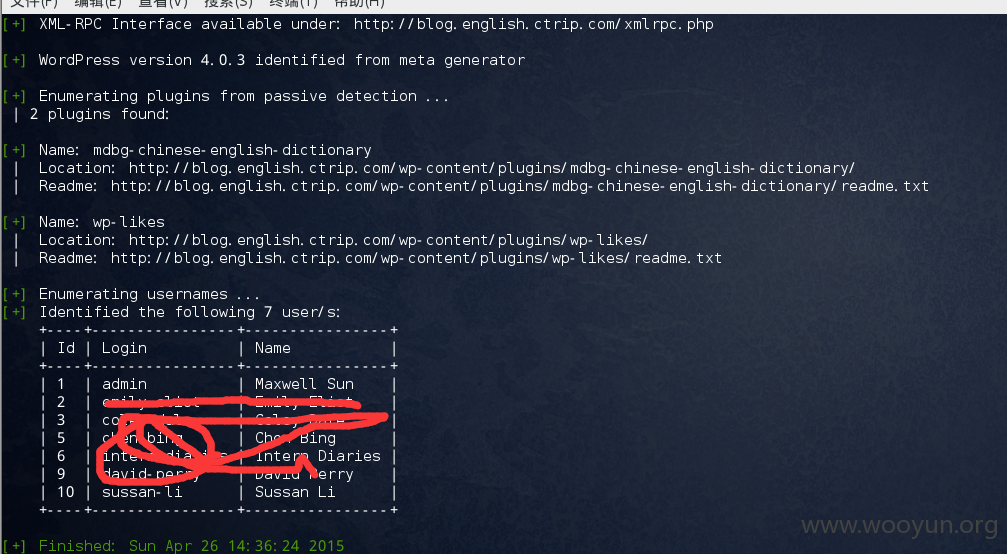 文件(F) 编辑(E) 查看(V) 搜索(S) 终端(T) 帮助(H)
[+] XML-RPC Interface available under: http://blog.english.ctrip.com/xmlrpc.php
[+] WordPress version 4.0.3 identified from meta generator
[+] Enumerating plugins from passive detection ...
| 2 plugins found:
[+] Name: mdbg-chinese-english-dictionary
| Location: http://blog.english.ctrip.com/wp-content/plugins/mdbg-chinese-english-dictionary/
| Readme: http://blog.english.ctrip.com/wp-content/plugins/mdbg-chinese-english-dictionary/readme.txt
[+] Name: wp-likes
| Location: http://blog.english.ctrip.com/wp-content/plugins/wp-likes/
| Readme: http://blog.english.ctrip.com/wp-content/plugins/wp-likes/readme.txt
[+] Enumerating usernames ...
[+] Identified the following 7 user/s:
+----+----------------+----------------+
| Id | Login | Name |
+----+----------------+----------------+
| 1 | admin | Maxwell Sun |
| 2 | |
| 3 | | |
| 5 | | Bing |
| 6 | | Intern Diaries |
| 9 | david-perry | David Perry |
| 10 | sussan-li | Sussan Li |
+----+----------------+----------------+
www.wooyun.org
[+] Finished: Sun Apr 26 14:36:24 2015